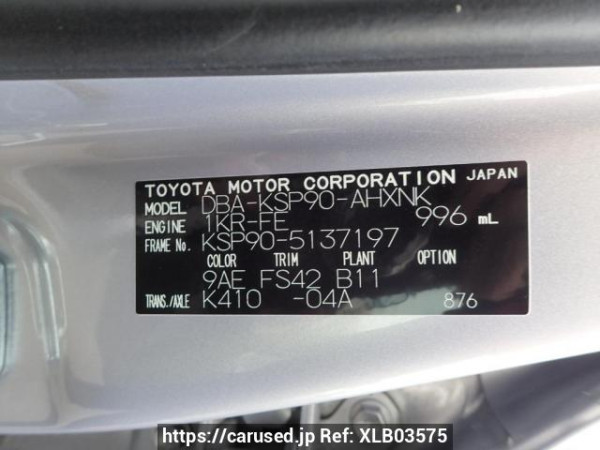 TOYOTA MOTOR CORPORATION JAPAN
MODEL DBA-KSP90-AHXNK
ENGINE 1KR-FE 996 mL
FRAME No. KSP90-5137197
COLOR TRIM PLANT OPTION
9AE FS42 B11
TRANS./AXLE K410 -04A 876
https://carused.jp Ref: XLB03575